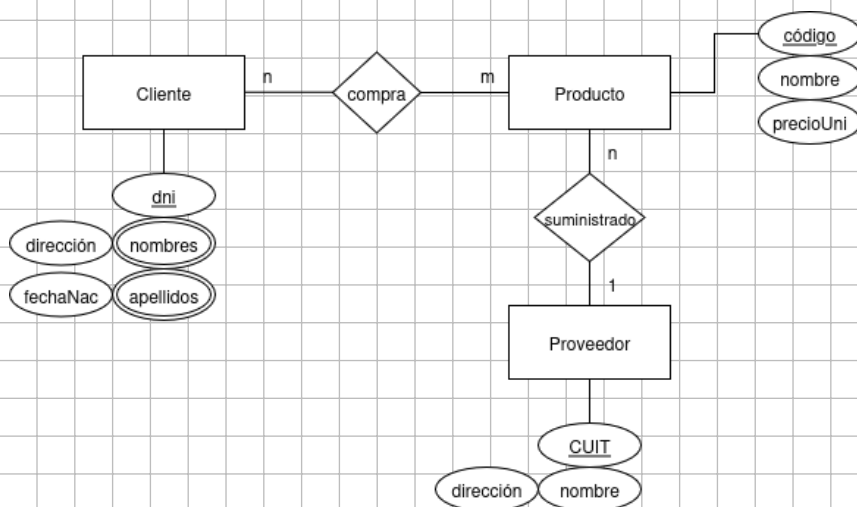 código
Cliente
n
compra
m
Producto
nombre
precioUni
n
dni
suministrado
dirección
nombres
fechaNac
apellidos
1
Proveedor
CUIT
dirección
nombre